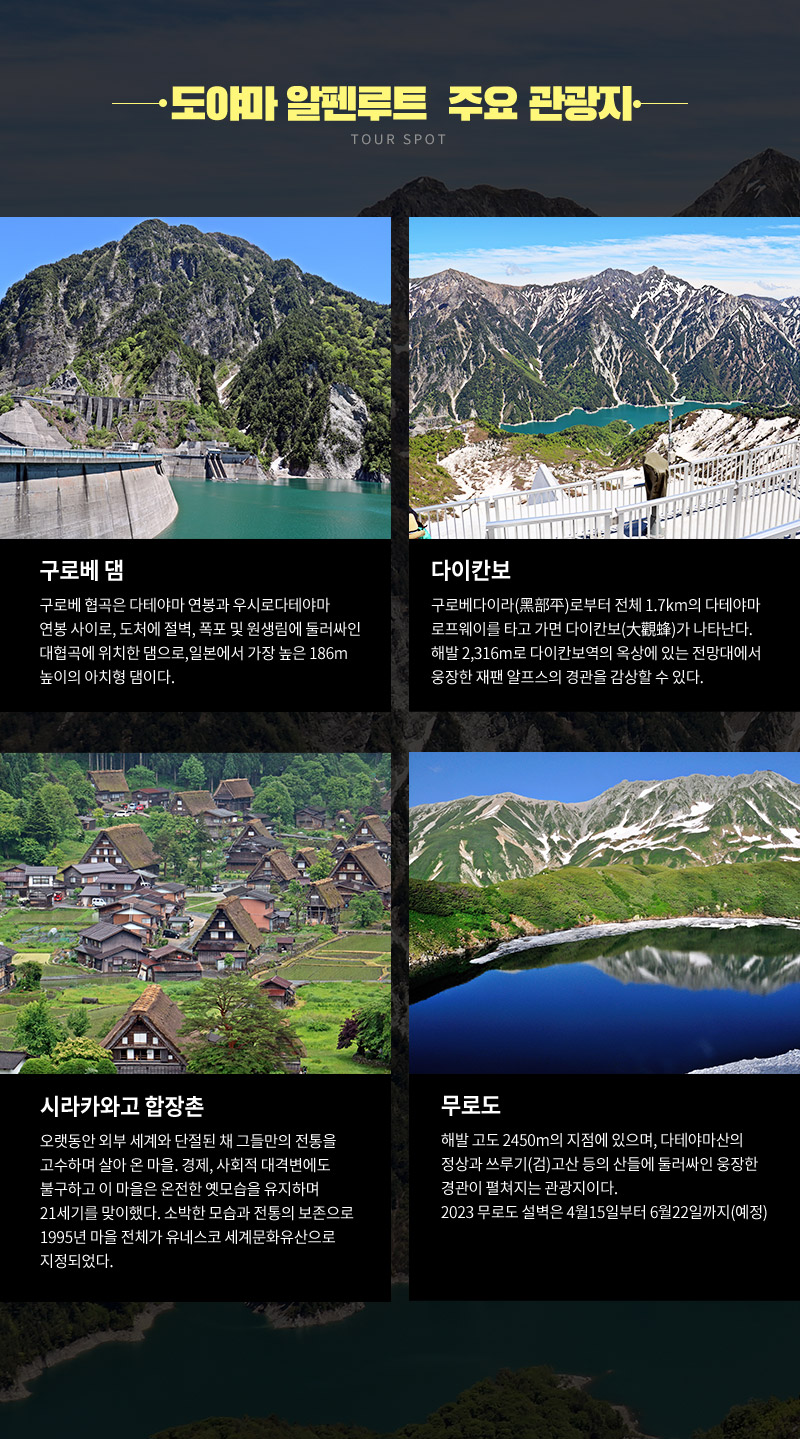 도야마 알펜루트 주요 관광지
TOUR SPOT
구로베 댐
구로베 협곡은 다테야마 연봉과 우시로다테야마
연봉 사이로, 도처에 절벽, 폭포 및 원생림에 둘러싸인
대협곡에 위치한 댐으로,일본에서 가장 높은 186m
높이의 아치형 댐이다.
다이칸보
구로베다이라(黑部平)로부터 전체 1.7km의 다테야마
로프웨이를 타고 가면 다이칸보(大觀蜂)가 나타난다.
해발 2,316m로 다이칸보역의 옥상에 있는 전망대에서
웅장한 재팬 알프스의 경관을 감상할 수 있다.
시라카와고 합장촌
오랫동안 외부 세계와 단절된 채 그들만의 전통을
고수하며 살아 온 마을. 경제, 사회적 대격변에도
불구하고 이 마을은 온전한 옛모습을 유지하며
21세기를 맞이했다. 소박한 모습과 전통의 보존으로
1995년 마을 전체가 유네스코 세계문화유산으로
지정되었다.
무로도
해발 고도 2450m의 지점에 있으며, 다테야마산의
정상과 쓰루기(검)고산 등의 산들에 둘러싸인 웅장한
경관이 펼쳐지는 관광지이다.
2023 무로도 설벽은 4월15일부터 6월22일까지(예정)